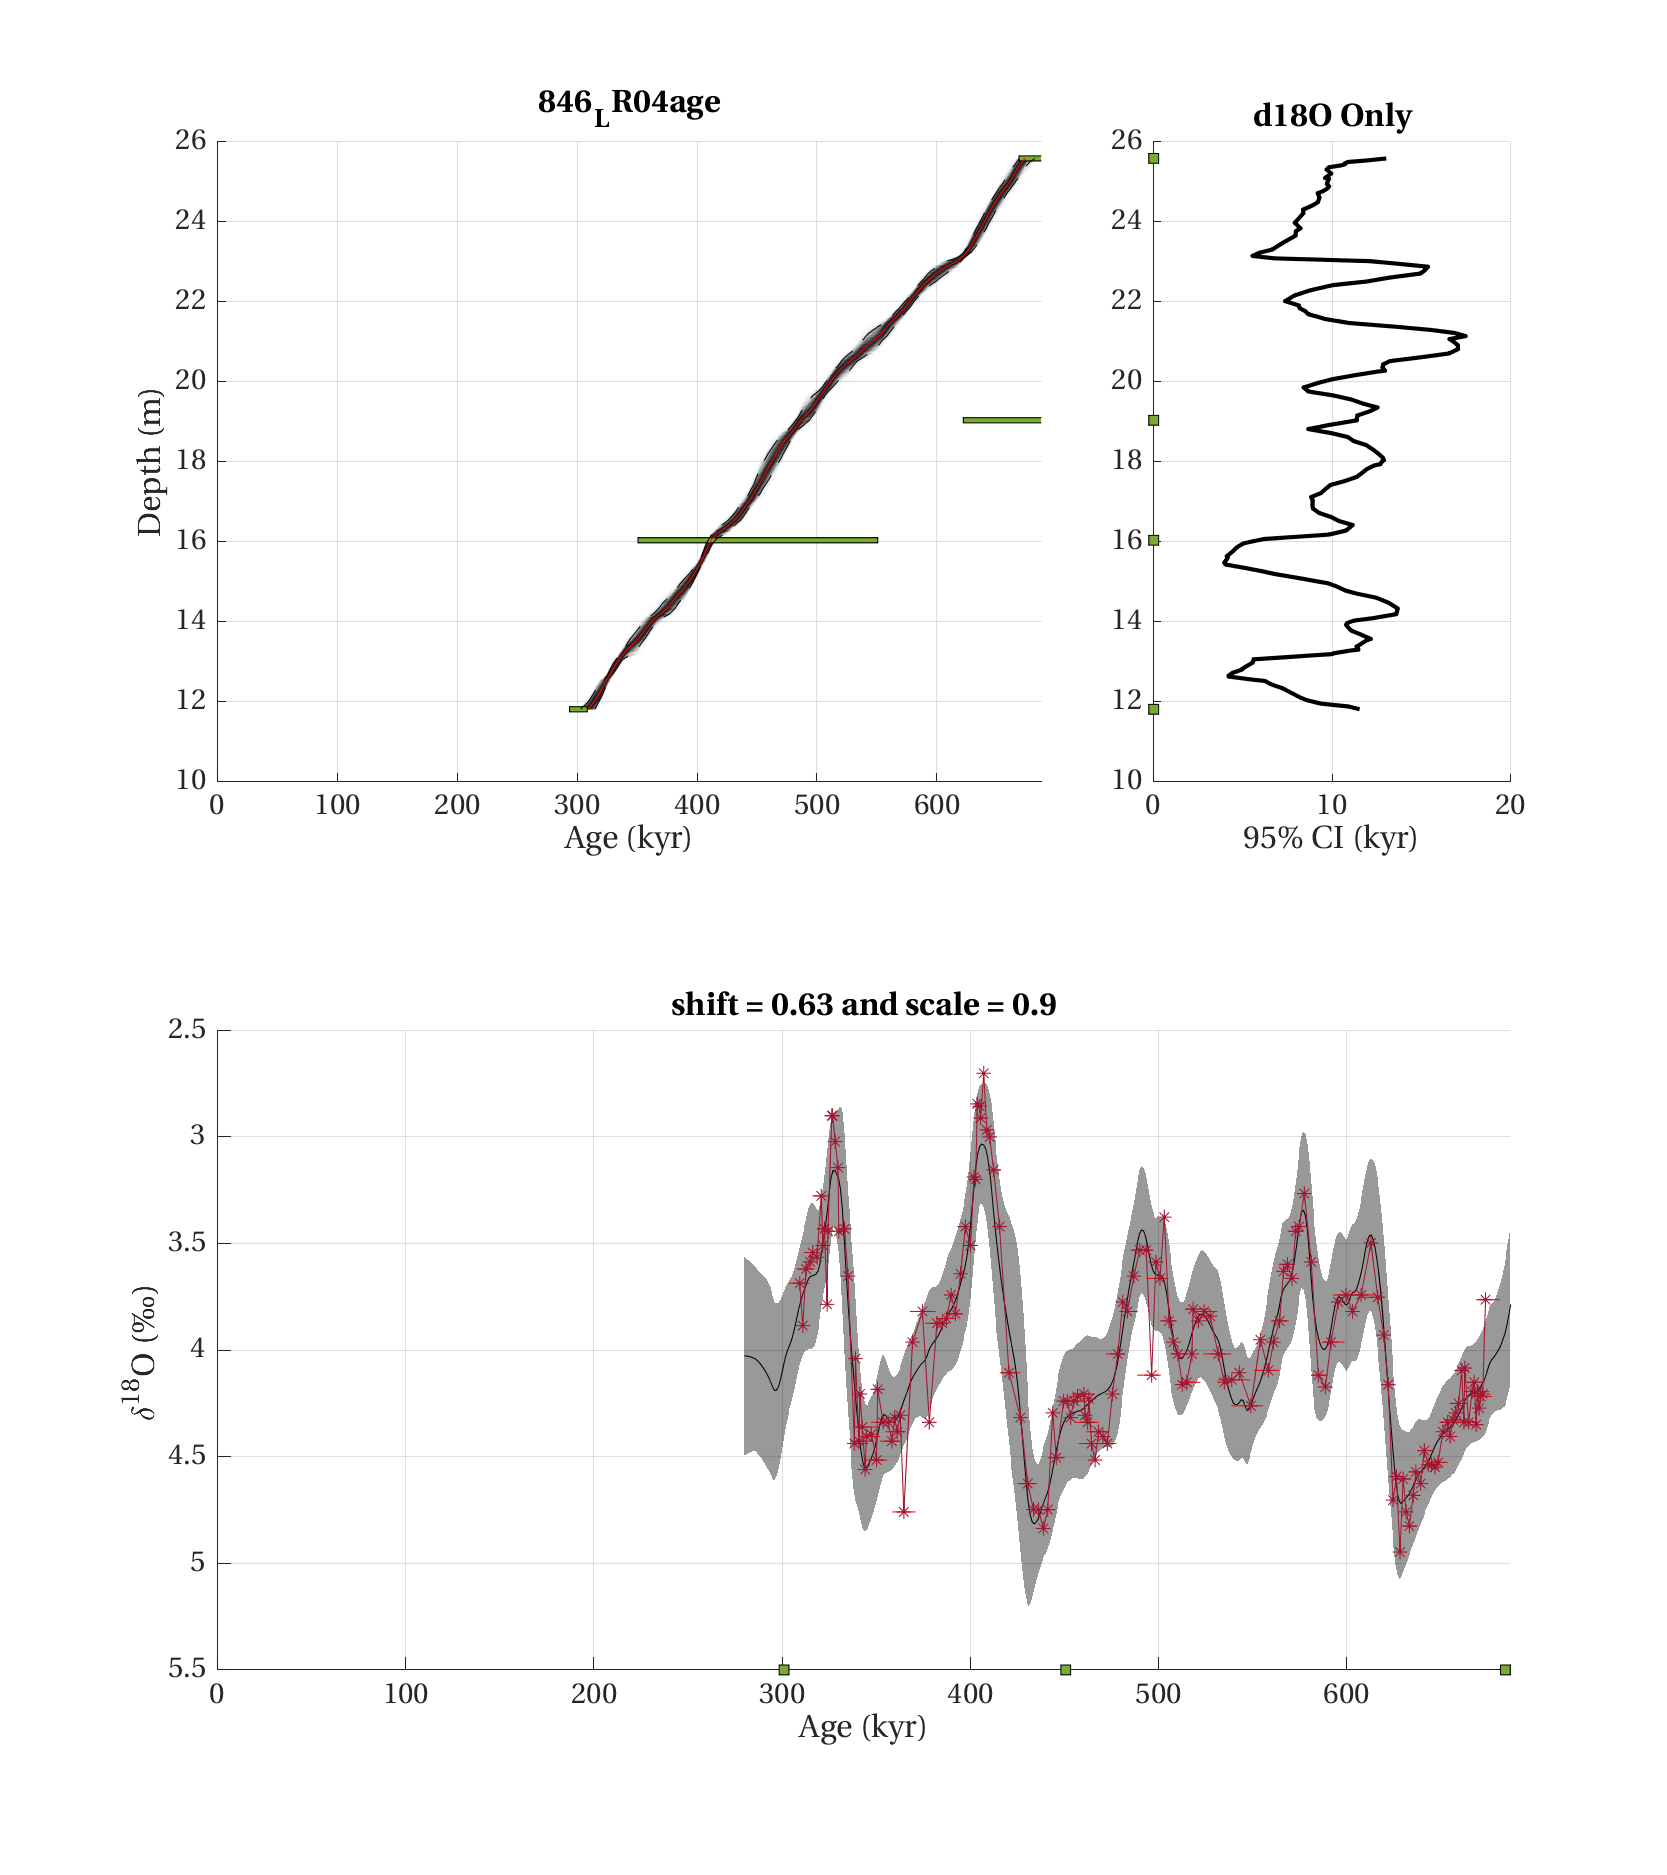 846LR04age
d18O Only
26
24
22
20
18
16
14
12
10
Depth (m)
0 100 200 300 400 500 600
Age (kyr)
26
24
22
20
18
16
14
12
10
0 10 20
95% CI (kyr)
shift = 0.63 and scale = 0.9
2.5
3
3.5
4
4.5
5
5.5
δ18O (‰)
0 100 200 300 400 500 600
Age (kyr)